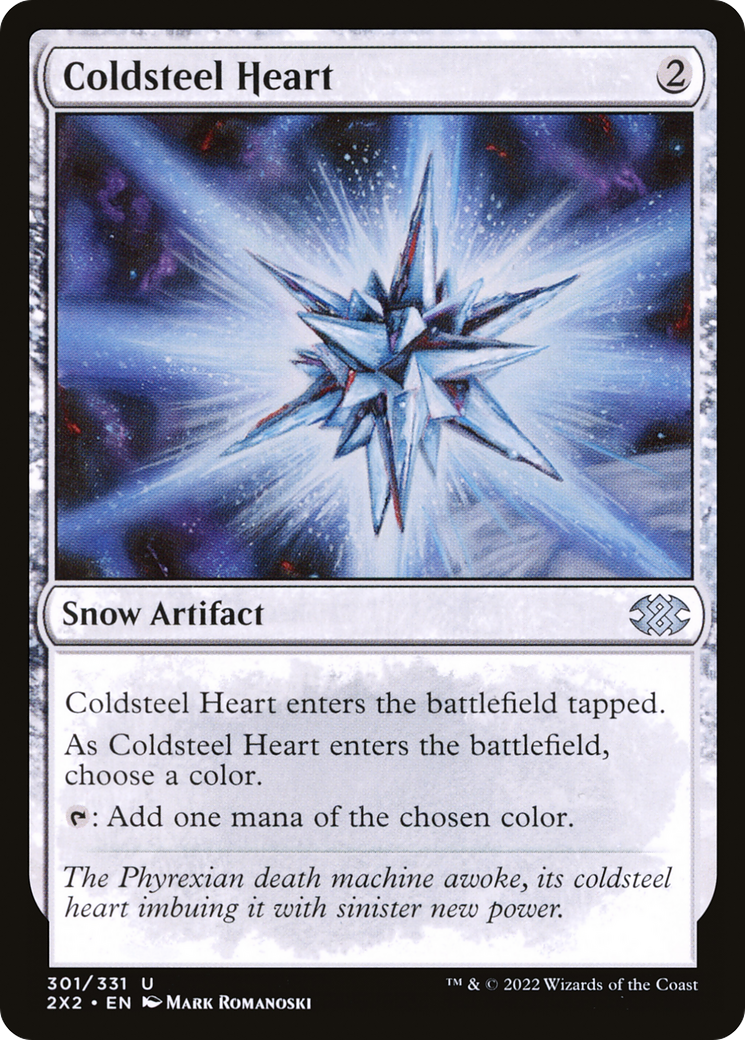 Coldsteel Heart
2
Snow Artifact
Coldsteel Heart enters the battlefield tapped.
As Coldsteel Heart enters the battlefield,
choose a color.
: Add one mana of the chosen color.
The Phyrexian death machine awoke, its coldsteel
heart imbuing it with sinister new power.
301/331 U
™ & © 2022 Wizards of the Coast
2X2 • EN Mark Romanoski